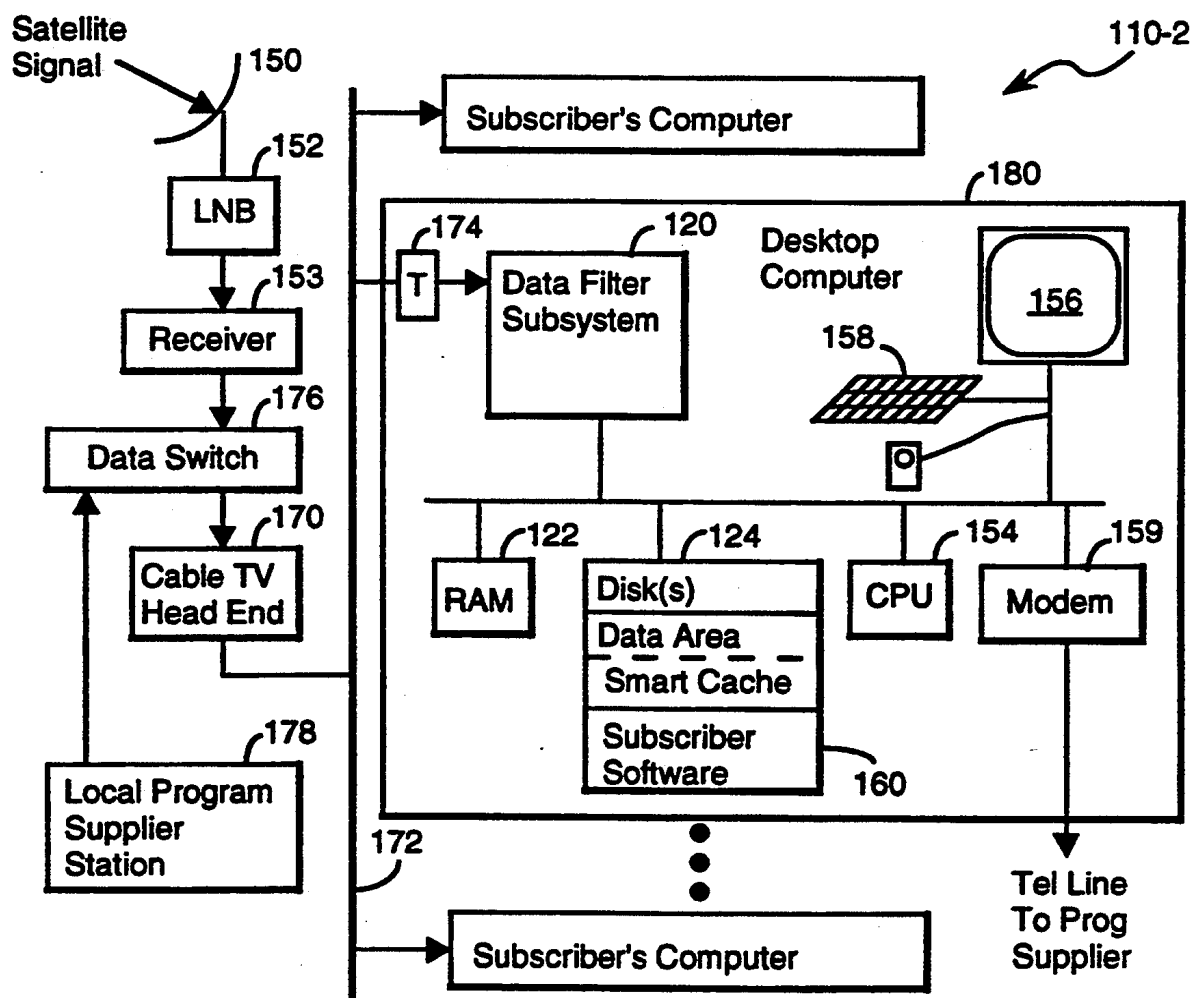 Satellite
Signal
150
110-2
Subscriber's Computer
152
LNB
180
174
T
120
Data Filter
Subsystem
Desktop
Computer
156
153
Receiver
158
176
Data Switch
170
Cable TV
Head End
122
RAM
124
Disk(s)
Data Area
Smart Cache
Subscriber
Software
160
154
CPU
159
Modem
178
Local Program
Supplier
Station
172
Tel Line
To Prog
Supplier
Subscriber's Computer